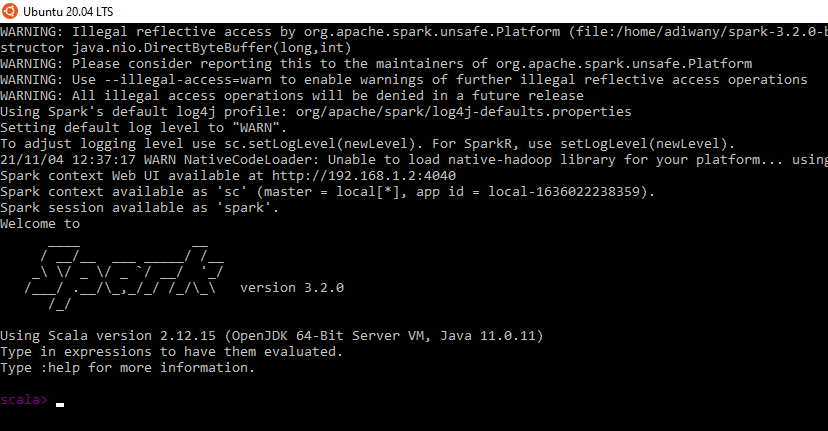 Ubuntu 20.04 LTS
WARNING: Illegal reflective access by org.apache.spark.unsafe.Platform (file:/home/adiwany/spark-3.2.0-b
structor java.nio.DirectByteBuffer(long,int)
WARNING: Please consider reporting this to the maintainers of org.apache.spark.unsafe.Platform
WARNING: Use --illegal-access=warn to enable warnings of further illegal reflective access operations
WARNING: All illegal access operations will be denied in a future release
Using Spark's default log4j profile: org/apache/spark/log4j-defaults.properties
Setting default log level to "WARN".
To adjust logging level use sc.setLogLevel(newLevel). For SparkR, use setLogLevel(newLevel).
21/11/04 12:37:17 WARN NativeCodeLoader: Unable to load native-hadoop library for your platform... using
Spark context Web UI available at http://192.168.1.2:4040
Spark context available as 'sc' (master = local[*], app id = local-1636022238359).
Spark session available as 'spark'.
Welcome to
Spark version 3.2.0
Using Scala version 2.12.15 (OpenJDK 64-Bit Server VM, Java 11.0.11)
Type in expressions to have them evaluated.
Type :help for more information.
scala>